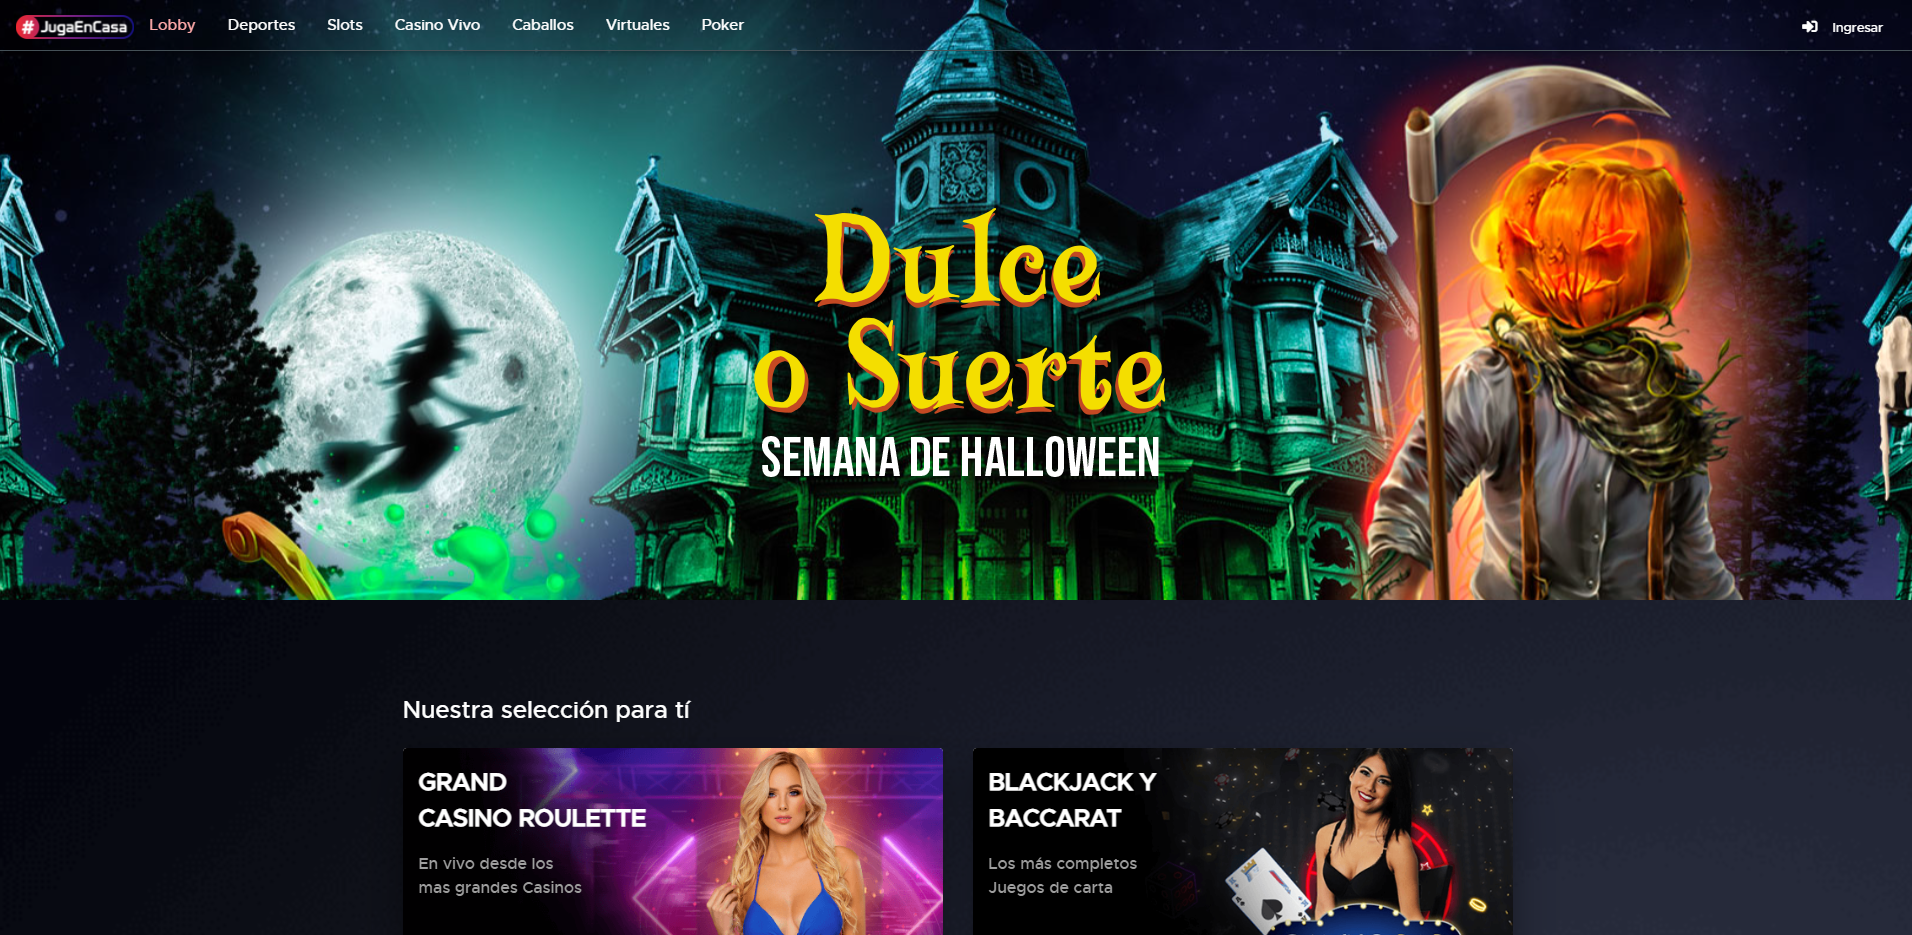 #JugaEnCasa
Lobby
Deportes
Slots
Casino Vivo
Caballos
Virtuales
Poker
Ingresar
Dulce
o Suerte
SEMANA DE HALLOWEEN
Nuestra selección para tí
GRAND
CASINO ROULETTE
En vivo desde los
mas grandes Casinos
BLACKJACK Y
BACCARAT
Los más completos
Juegos de carta